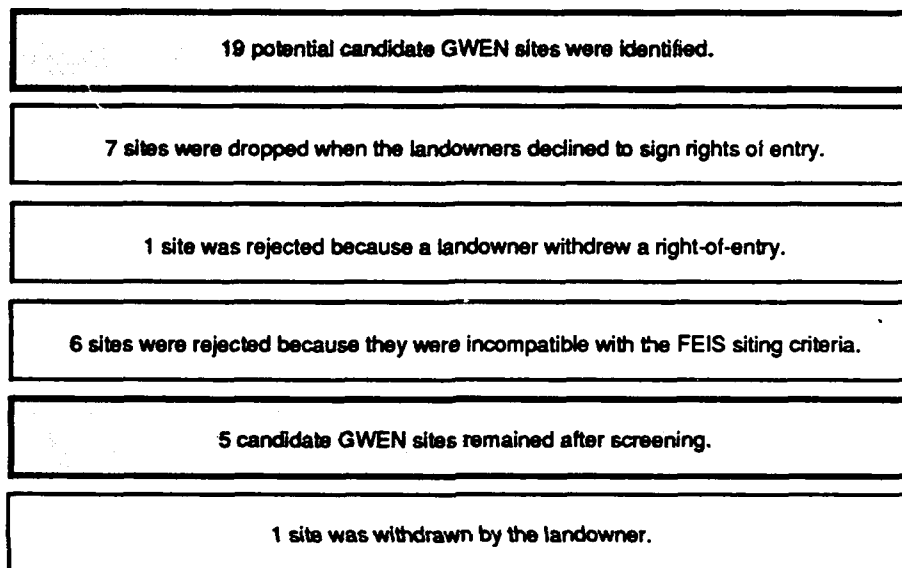 19 potential candidate GWEN sites were identified.
7 sites were dropped when the landowners declined to sign rights of entry.
1 site was rejected because a landowner withdrew a right-of-entry.
6 sites were rejected because they were incompatible with the FEIS siting criteria.
5 candidate GWEN sites remained after screening.
1 site was withdrawn by the landowner.